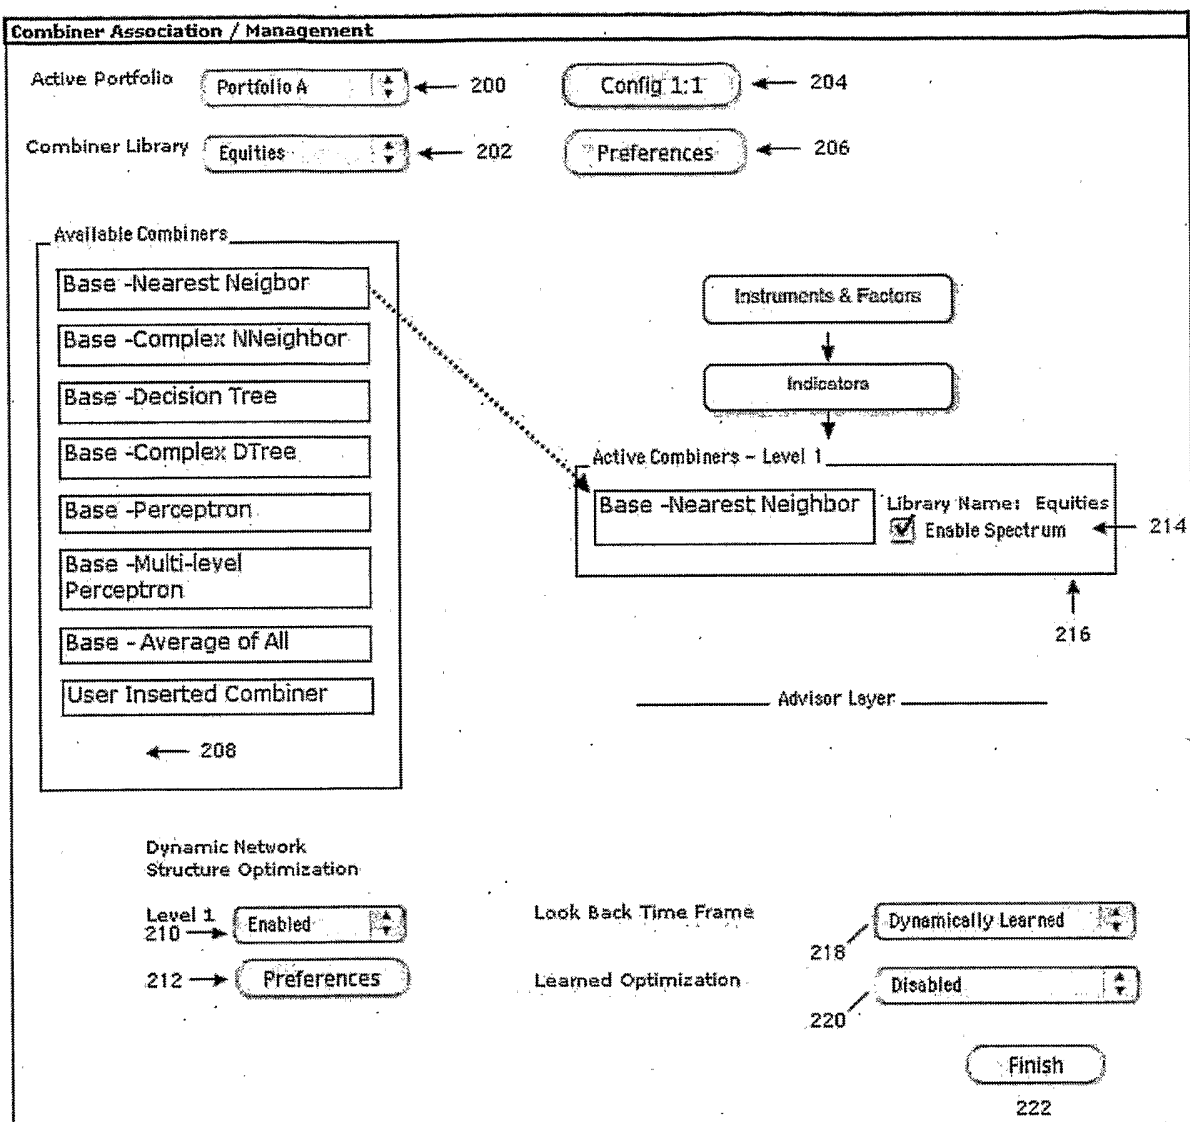 Combiner Association / Management
Active Portfolio
Portfolio A
200
Config 1:1
204
Combiner Library
Equities
202
Preferences
206
Available Combiners
Base -Nearest Neigbor
Base -Complex NNeighbor
Base -Decision Tree
Base -Complex DTree
Base -Perceptron
Base -Multi-level
Perceptron
Base - Average of All
User Inserted Combiner
208
Instruments & Factors
Indicators
Active Combiners - Level 1
Base -Nearest Neighbor
Library Name: Equities
Enable Spectrum
214
216
Advisor Layer
Dynamic Network
Structure Optimization
Level 1
210
Enabled
212
Preferences
Look Back Time Frame
Dynamically Learned
218
Learned Optimization
Disabled
220
Finish
222